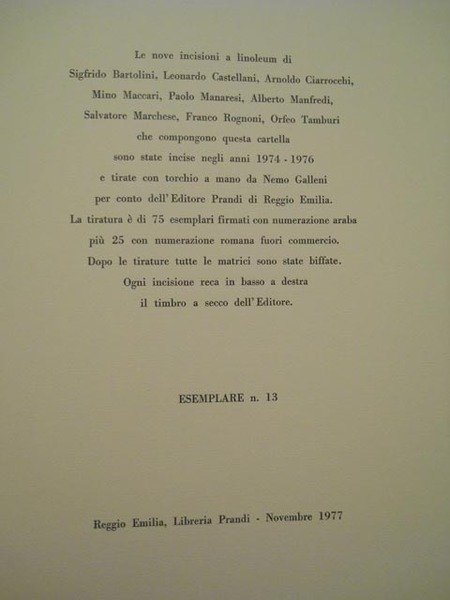 Le nove incisioni a linoleum di
Sigfrido Bartolini, Leonardo Castellani, Arnoldo Ciarrocchi,
Mino Maccari, Paolo Manaresi, Alberto Manfredi,
Salvatore Marchese, Franco Rognoni, Orfeo Tamburi
che compongono questa cartella
sono state incise negli anni 1974 - 1976
e tirate con torchio a mano da Nemo Galleni
per conto dell'Editore Prandi di Reggio Emilia.
La tiratura è di 75 esemplari firmati con numerazione araba
più 25 con numerazione romana fuori commercio.
Dopo le tirature tutte le matrici sono state biffate.
Ogni incisione reca in basso a destra
il timbro a secco dell'Editore.
ESEMPLARE n. 13
Reggio Emilia, Libreria Prandi - Novembre 1977